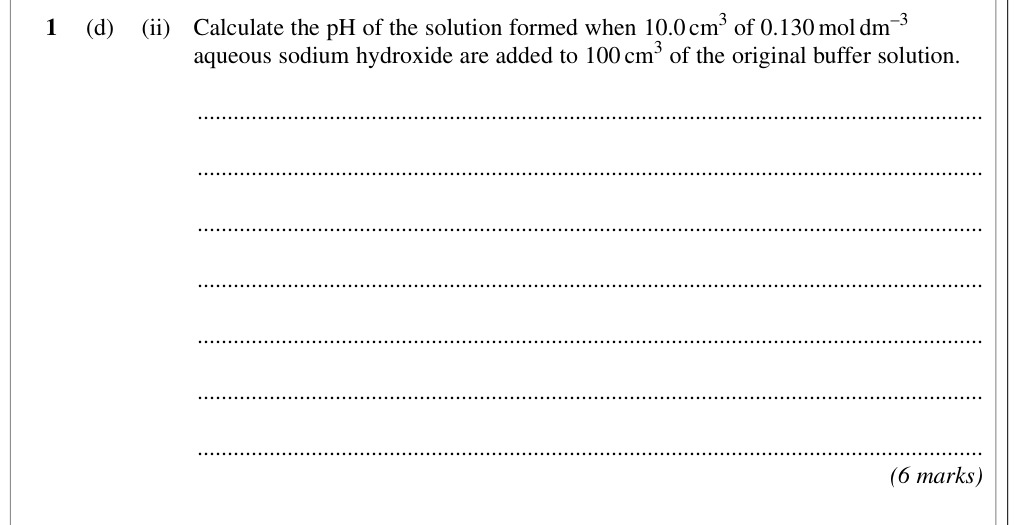 1 (d) (ii) Calculate the pH of the solution formed when 10.0 cm³ of 0.130 mol dm⁻³
aqueous sodium hydroxide are added to 100 cm³ of the original buffer solution.
(6 marks)